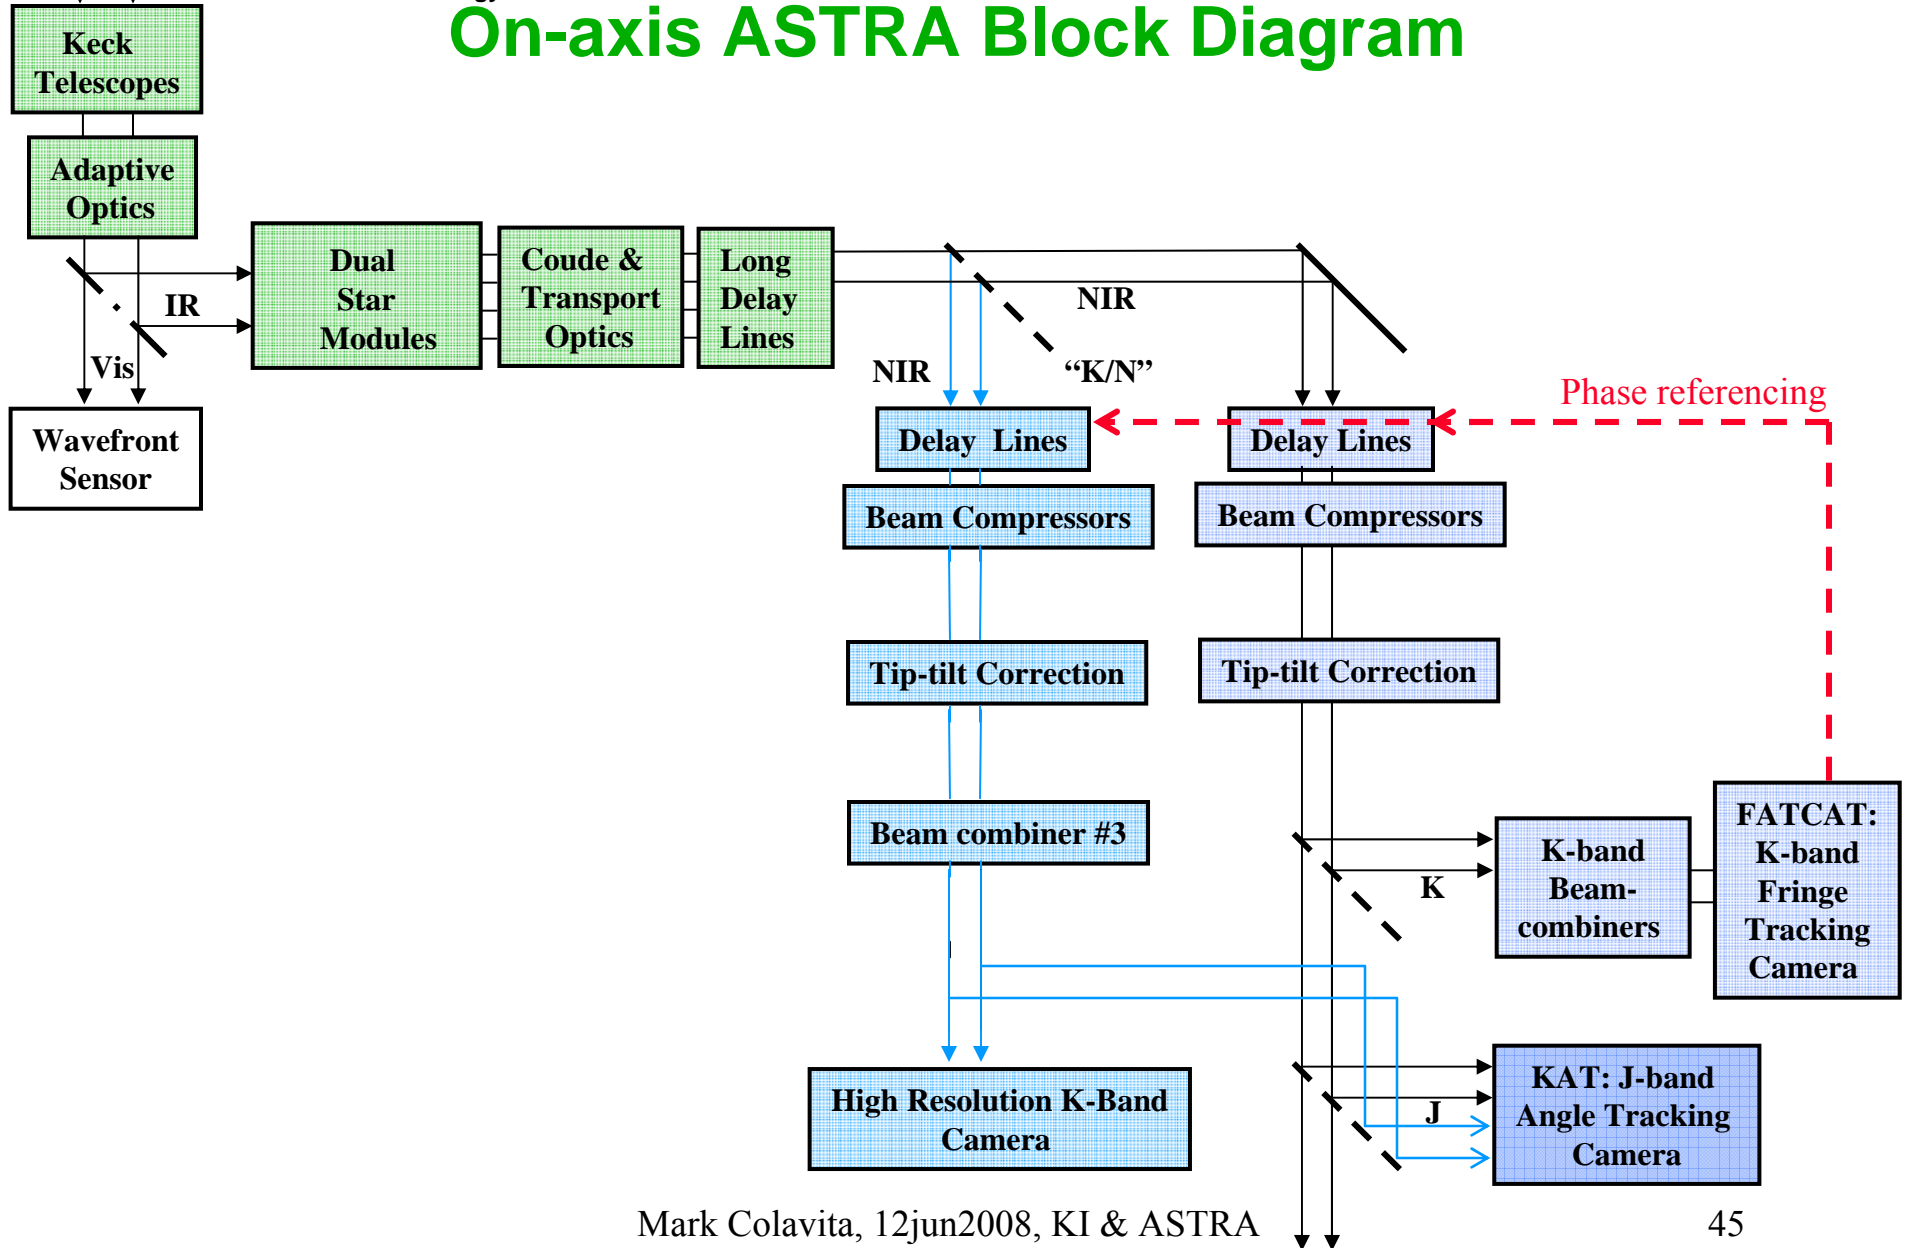 gy
On-axis ASTRA Block Diagram
Keck
Telescopes
Adaptive
Optics
IR
Vis
Wavefront
Sensor
Dual
Star
Modules
Coude &
Transport
Optics
Long
Delay
Lines
NIR
NIR
“K/N”
Phase referencing
Delay Lines
Delay Lines
Beam Compressors
Beam Compressors
Tip-tilt Correction
Tip-tilt Correction
Beam combiner #3
K
K-band
Beam-
combiners
FATCAT:
K-band
Fringe
Tracking
Camera
High Resolution K-Band
Camera
J
KAT: J-band
Angle Tracking
Camera
Mark Colavita, 12jun2008, KI & ASTRA
45